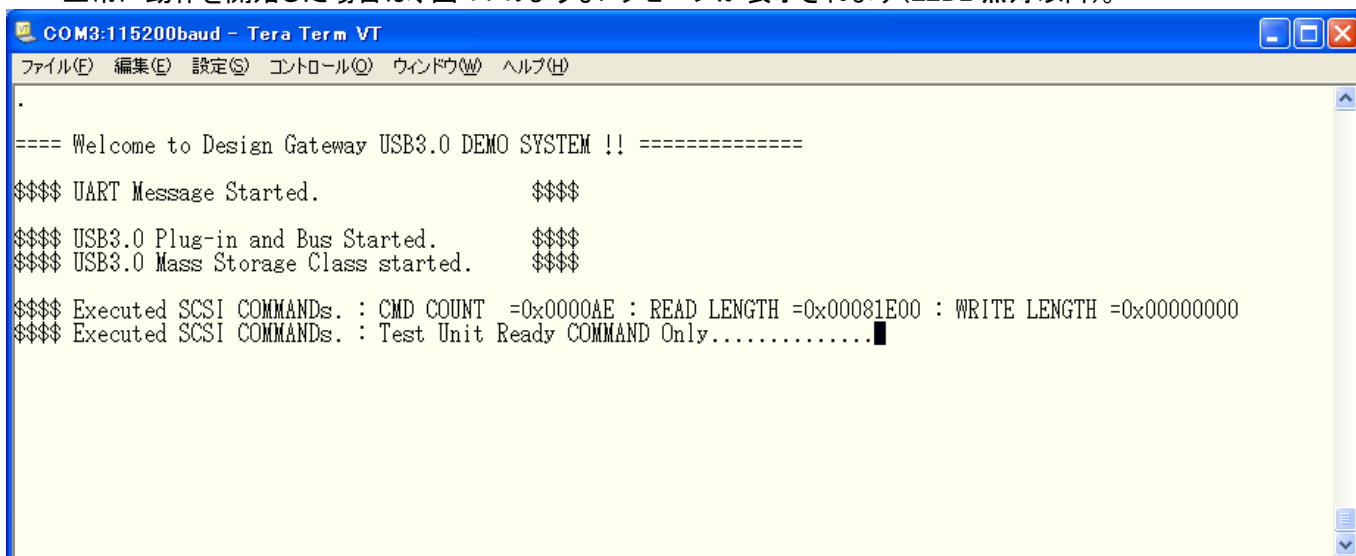 COM3:115200baud - Tera Term VT
ファイル(F) 編集(E) 設定(S) コントロール(O) ウィンドウ(W) ヘルプ(H)
.
==== Welcome to Design Gateway USB3.0 DEMO SYSTEM !! ==============
$$$$ UART Message Started. $$$$
$$$$ USB3.0 Plug-in and Bus Started. $$$$
$$$$ USB3.0 Mass Storage Class started. $$$$
$$$$ Executed SCSI COMMANDs. : CMD COUNT =0x0000AE : READ LENGTH =0x00081E00 : WRITE LENGTH =0x00000000
$$$$ Executed SCSI COMMANDs. : Test Unit Ready COMMAND Only..............